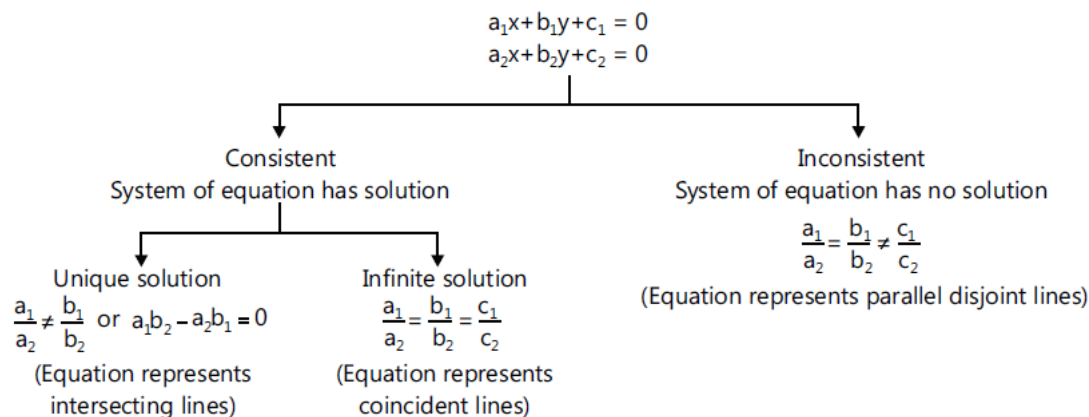 a₁x+b₁y+c₁ = 0
a₂x+b₂y+c₂ = 0
Consistent
System of equation has solution
Inconsistent
System of equation has no solution
a₁/a₂ = b₁/b₂ ≠ c₁/c₂
(Equation represents parallel disjoint lines)
Unique solution
a₁/a₂ ≠ b₁/b₂ or a₁b₂ – a₂b₁ = 0
(Equation represents
intersecting lines)
Infinite solution
a₁/a₂ = b₁/b₂ = c₁/c₂
(Equation represents
coincident lines)